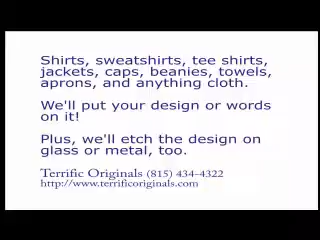 Shirts, sweatshirts, tee shirts,
jackets, caps, beanies, towels,
aprons, and anything cloth.
We'll put your design or words
on it!
Plus, we'll etch the design on
glass or metal, too.
Terrific Originals (815) 434-4322
http://www.terrificoriginals.com